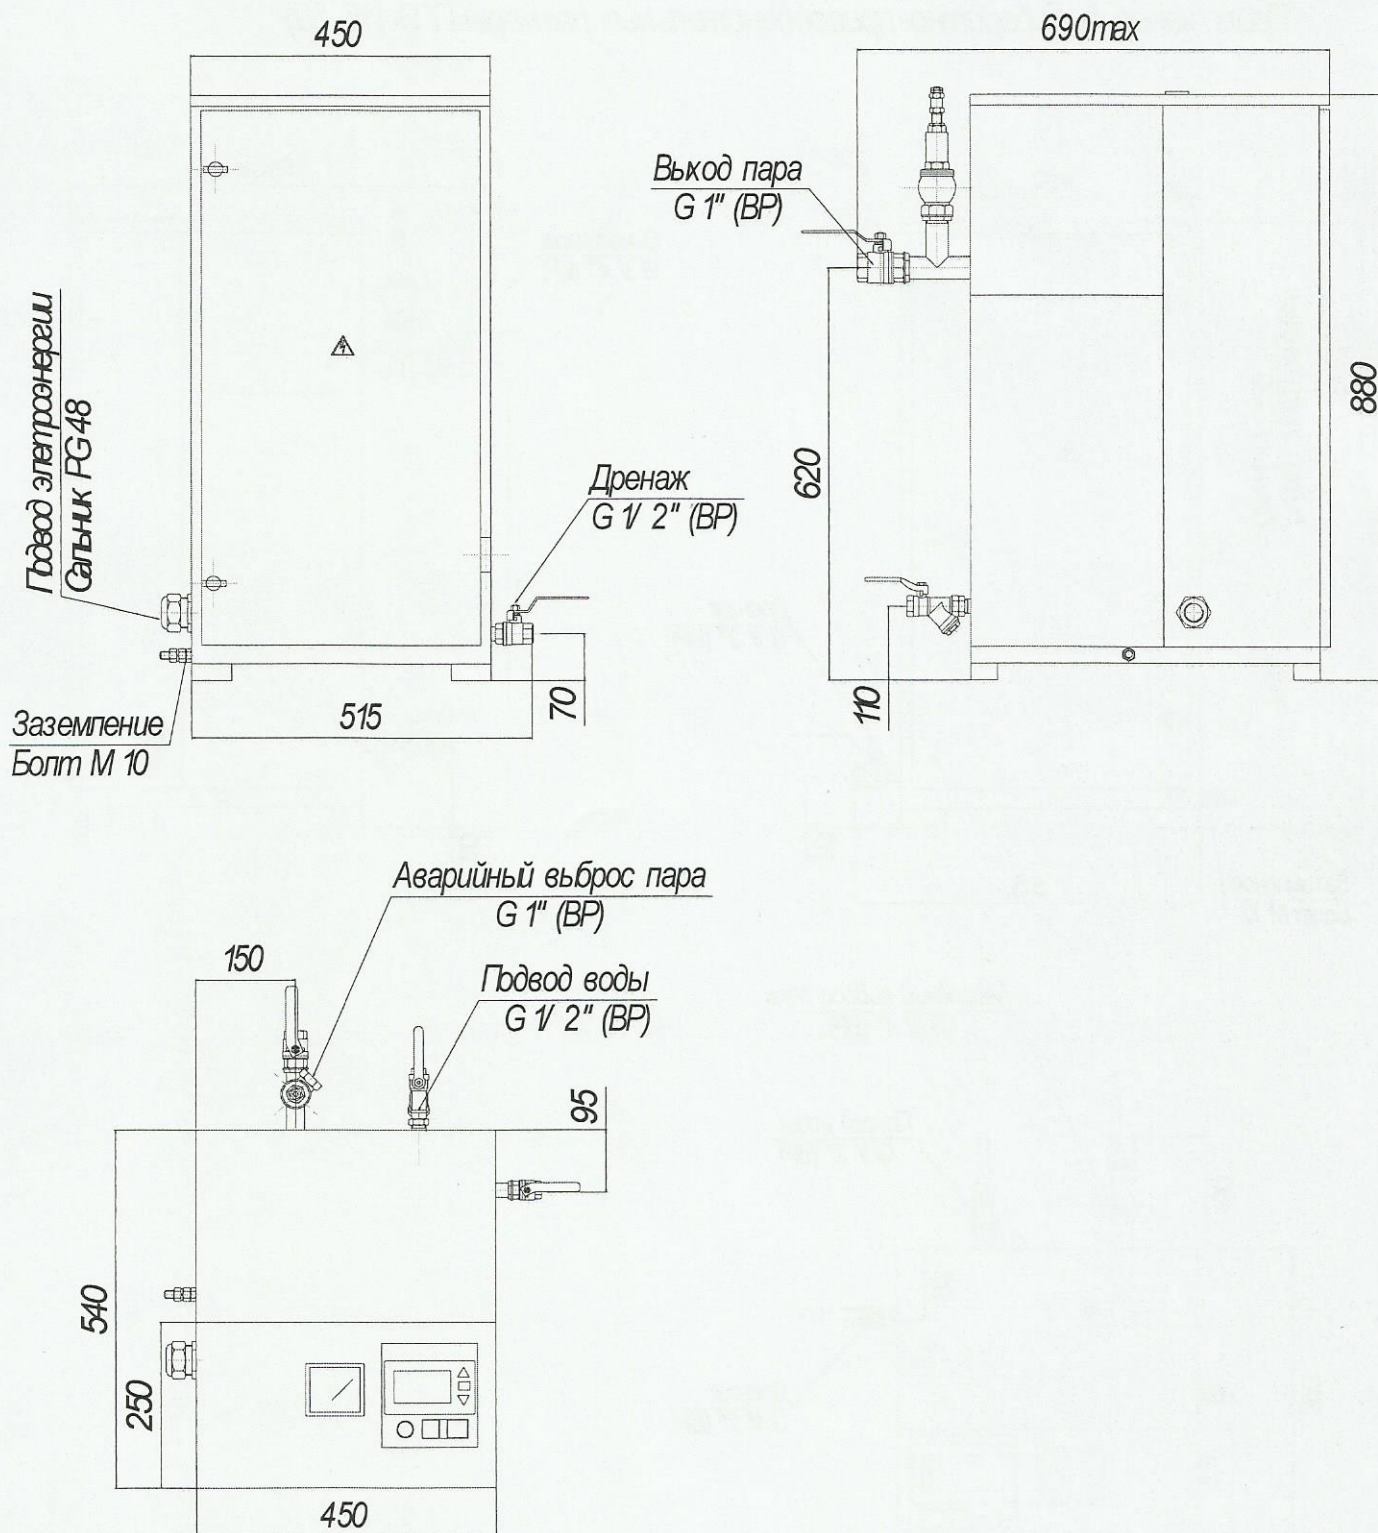 450
690max
Выход пара
G 1" (ВР)
Подвод элетроэнергии
Сальник PG48
880
620
Дренаж
G 1/ 2" (ВР)
110
70
515
Заземление
Болт М 10
Аварийный выброс пара
G 1" (ВР)
150
Подвод воды
G 1/ 2" (ВР)
95
540
250
450